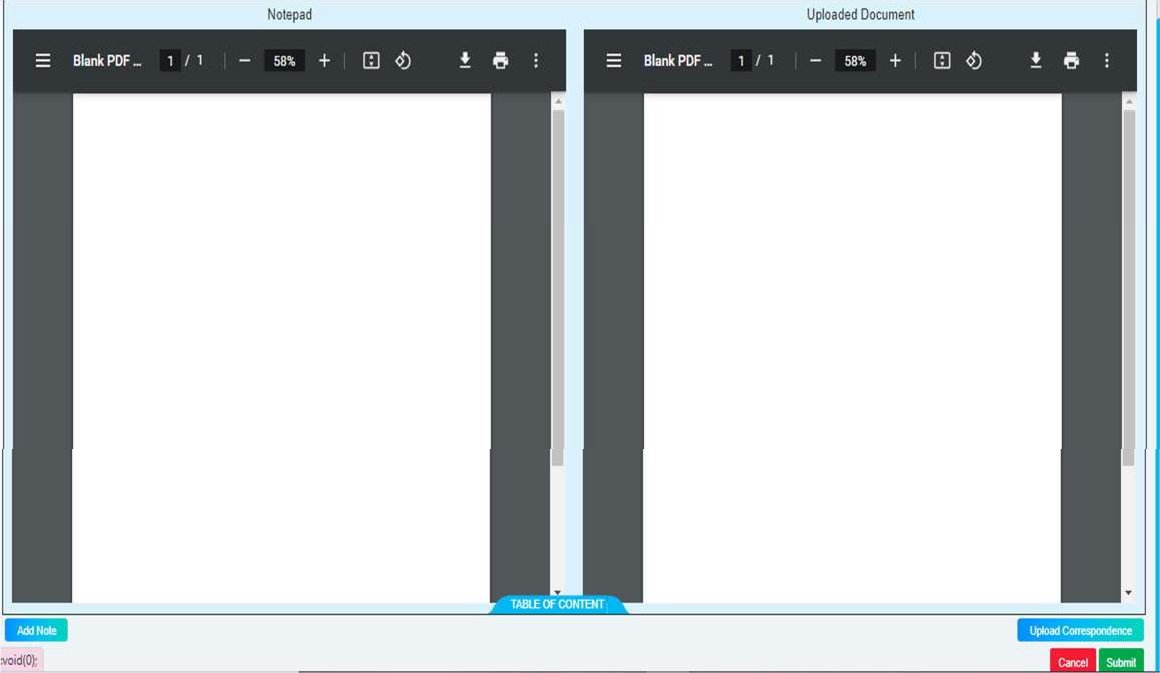 Notepad
Uploaded Document
Blank PDF ... 1 / 1 58%
Blank PDF ... 1 / 1 58%
TABLE OF CONTENT
Add Note
Upload Correspondence
:void(0);
Cancel
Submit